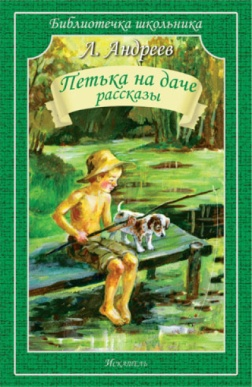 Библиотечка школьника
Л. Андреев
Петька на даче
рассказы
Искатель